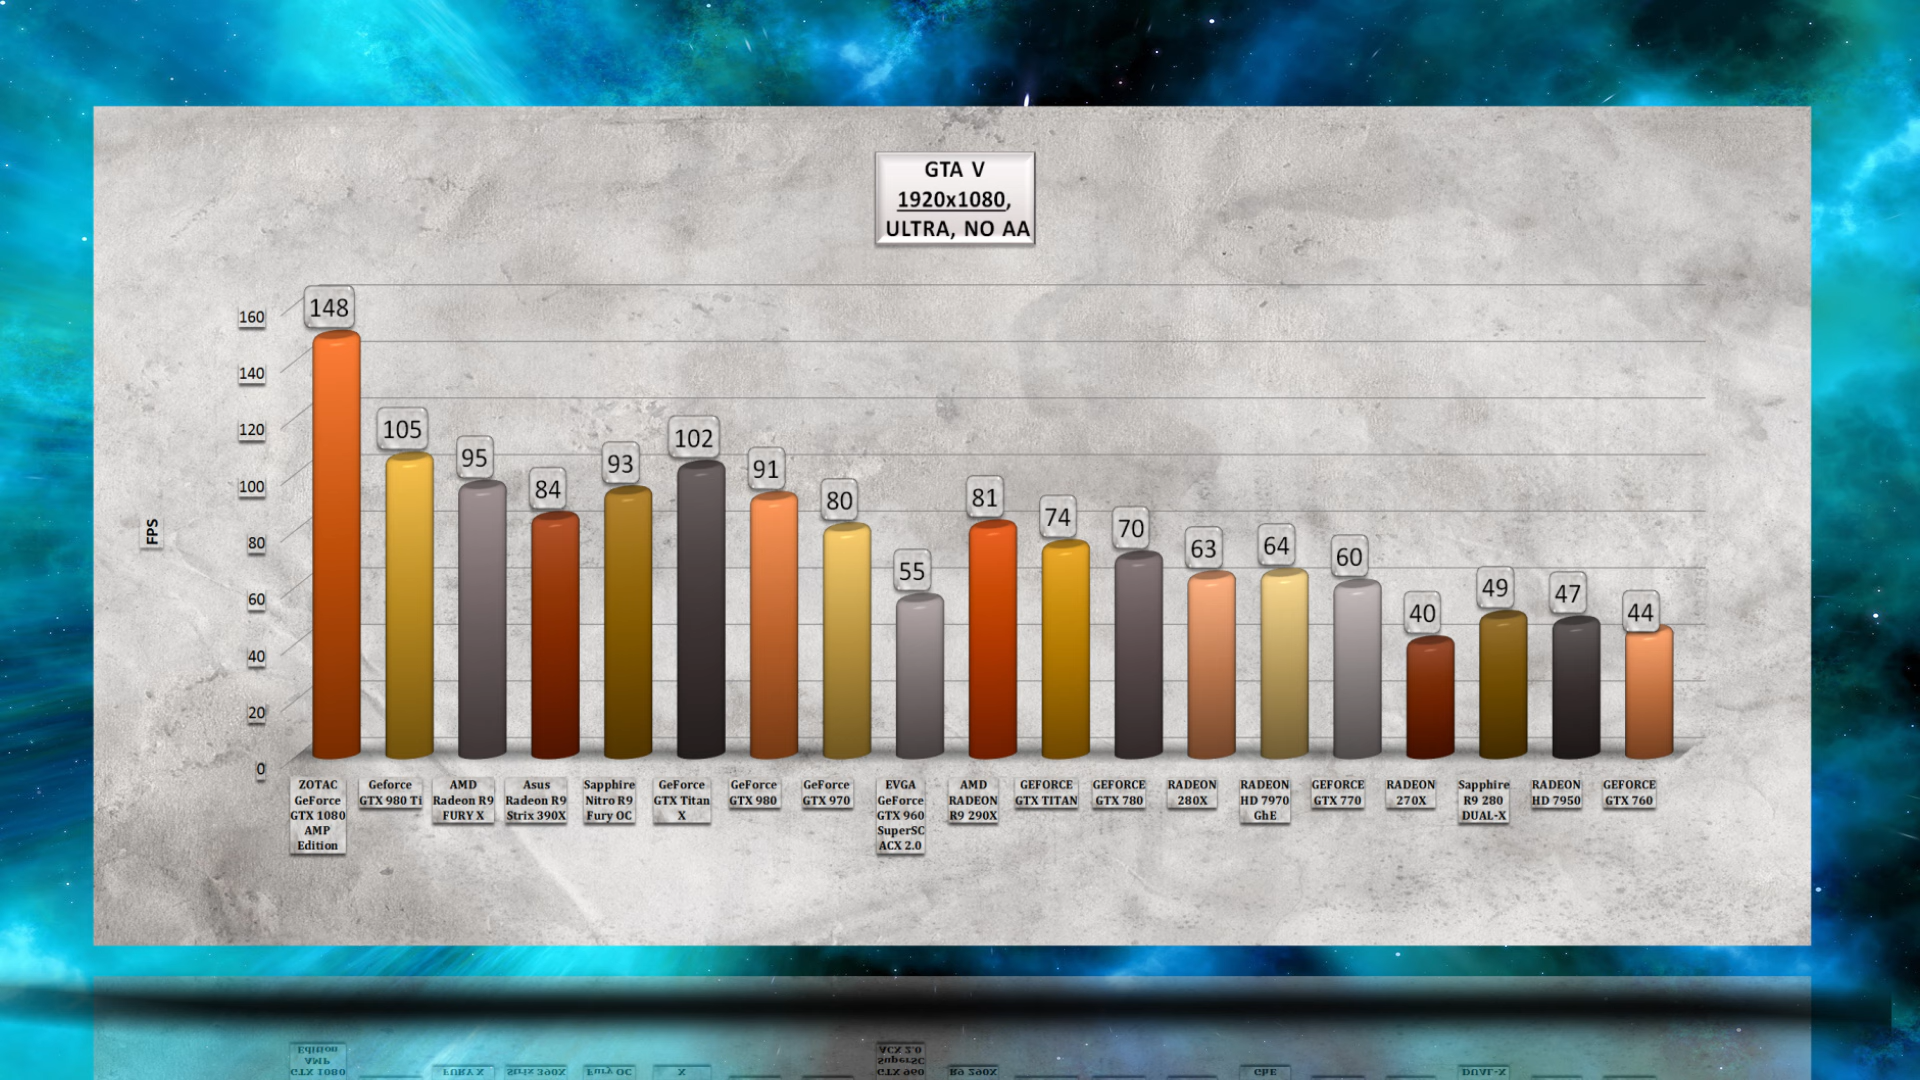 GTA V
1920x1080,
ULTRA, NO AA
FPS
160
140
120
100
80
60
40
20
0
148
105
95
84
93
102
91
80
55
81
74
70
63
64
60
40
49
47
44
ZOTAC
GeForce
GTX 1080
AMP
Edition
Geforce
GTX 980 Ti
AMD
Radeon R9
FURY X
Asus
Radeon R9
Strix 390X
Sapphire
Nitro R9
Fury OC
GeForce
GTX Titan
X
GeForce
GTX 980
GeForce
GTX 970
EVGA
GeForce
GTX 960
SuperSC
ACX 2.0
AMD
RADEON
R9 290X
GEFORCE
GTX TITAN
GEFORCE
GTX 780
RADEON
280X
RADEON
HD 7970
GhE
GEFORCE
GTX 770
RADEON
270X
Sapphire
R9 280
DUAL-X
RADEON
HD 7950
GEFORCE
GTX 760